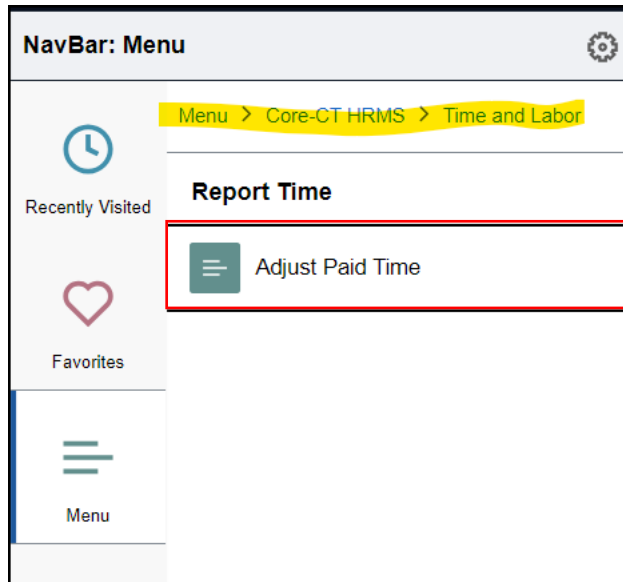 NavBar: Menu
Menu > Core-CT HRMS > Time and Labor
Recently Visited
Report Time
Adjust Paid Time
Favorites
Menu